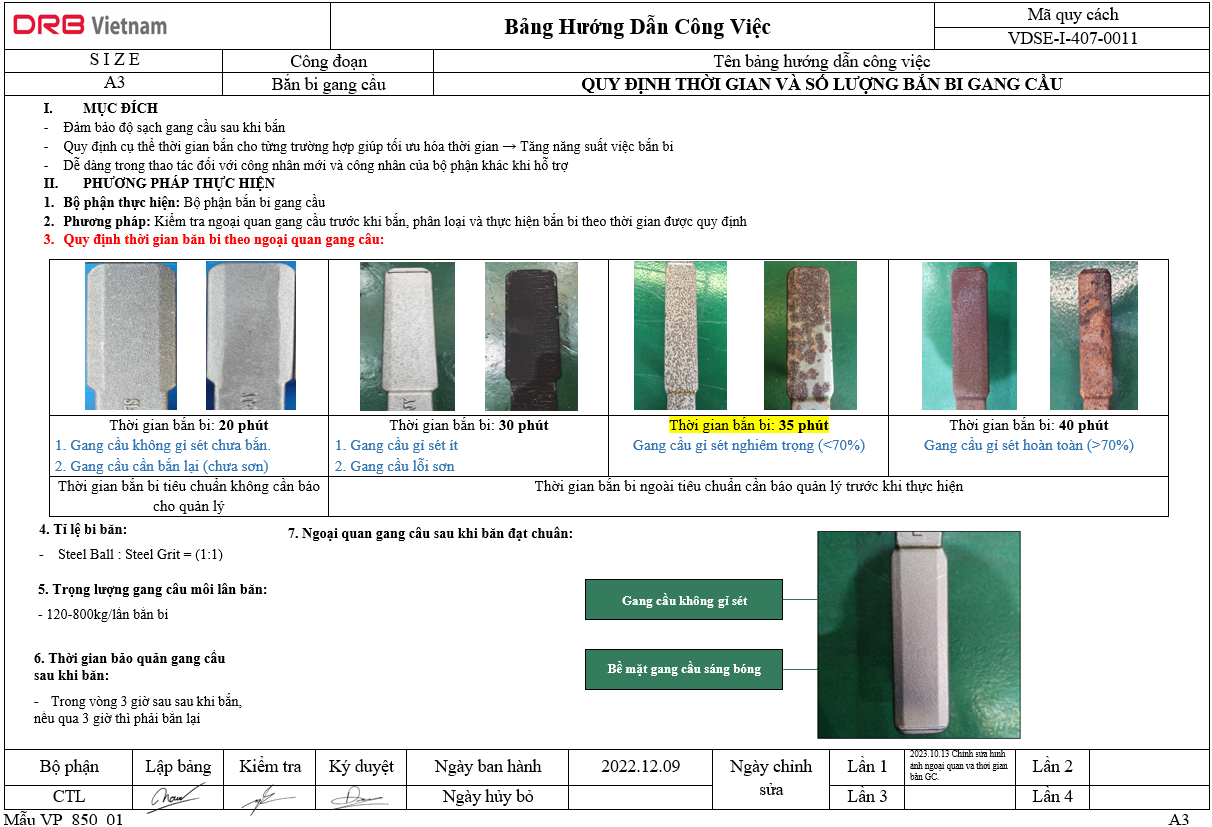 DRB Vietnam
Bảng Hướng Dẫn Công Việc
Mã quy cách
VDSE-I-407-0011
S I Z E
Công đoạn
Tên bảng hướng dẫn công việc
A3
Bắn bi gang cầu
QUY ĐỊNH THỜI GIAN VÀ SỐ LƯỢNG BẮN BI GANG CẦU
I. MỤC ĐÍCH
- Đảm bảo độ sạch gang cầu sau khi bắn
- Quy định cụ thể thời gian bắn cho từng trường hợp giúp tối ưu hóa thời gian → Tăng năng suất việc bắn bi
- Dễ dàng trong thao tác đối với công nhân mới và công nhân của bộ phận khác khi hỗ trợ
II. PHƯƠNG PHÁP THỰC HIỆN
1. Bộ phận thực hiện: Bộ phận bắn bi gang cầu
2. Phương pháp: Kiểm tra ngoại quan gang cầu trước khi bắn, phân loại và thực hiện bắn bi theo thời gian được quy định
3. Quy định thời gian bắn bi theo ngoại quan gang cầu:
Thời gian bắn bi: 20 phút
1. Gang cầu không gỉ sét chưa bắn.
2. Gang cầu cần bắn lại (chưa sơn)
Thời gian bắn bi: 30 phút
1. Gang cầu gỉ sét ít
2. Gang cầu lỗi sơn
Thời gian bắn bi: 35 phút
Gang cầu gỉ sét nghiêm trọng (<70%)
Thời gian bắn bi: 40 phút
Gang cầu gỉ sét hoàn toàn (>70%)
Thời gian bắn bi tiêu chuẩn không cần báo
cho quản lý
Thời gian bắn bi ngoài tiêu chuẩn cần báo quản lý trước khi thực hiện
4. Tỉ lệ bi bắn:
- Steel Ball : Steel Grit = (1:1)
5. Trọng lượng gang cầu mỗi lần bắn:
- 120-800kg/lần bắn bi
6. Thời gian bảo quản gang cầu
sau khi bắn:
- Trong vòng 3 giờ sau sau khi bắn,
nếu qua 3 giờ thì phải bắn lại
7. Ngoại quan gang cầu sau khi bắn đạt chuẩn:
Gang cầu không gỉ sét
Bề mặt gang cầu sáng bóng
Bộ phận
Lập bảng
Kiểm tra
Ký duyệt
Ngày ban hành
2022.12.09
Ngày chỉnh
sửa
Lần 1
2023.10.13 Chỉnh sửa hình
ảnh ngoại quan và thời gian
bắn GC.
Lần 2
CTL
Ngày hủy bỏ
Lần 3
Lần 4
Mẫu VP_850_01
A3